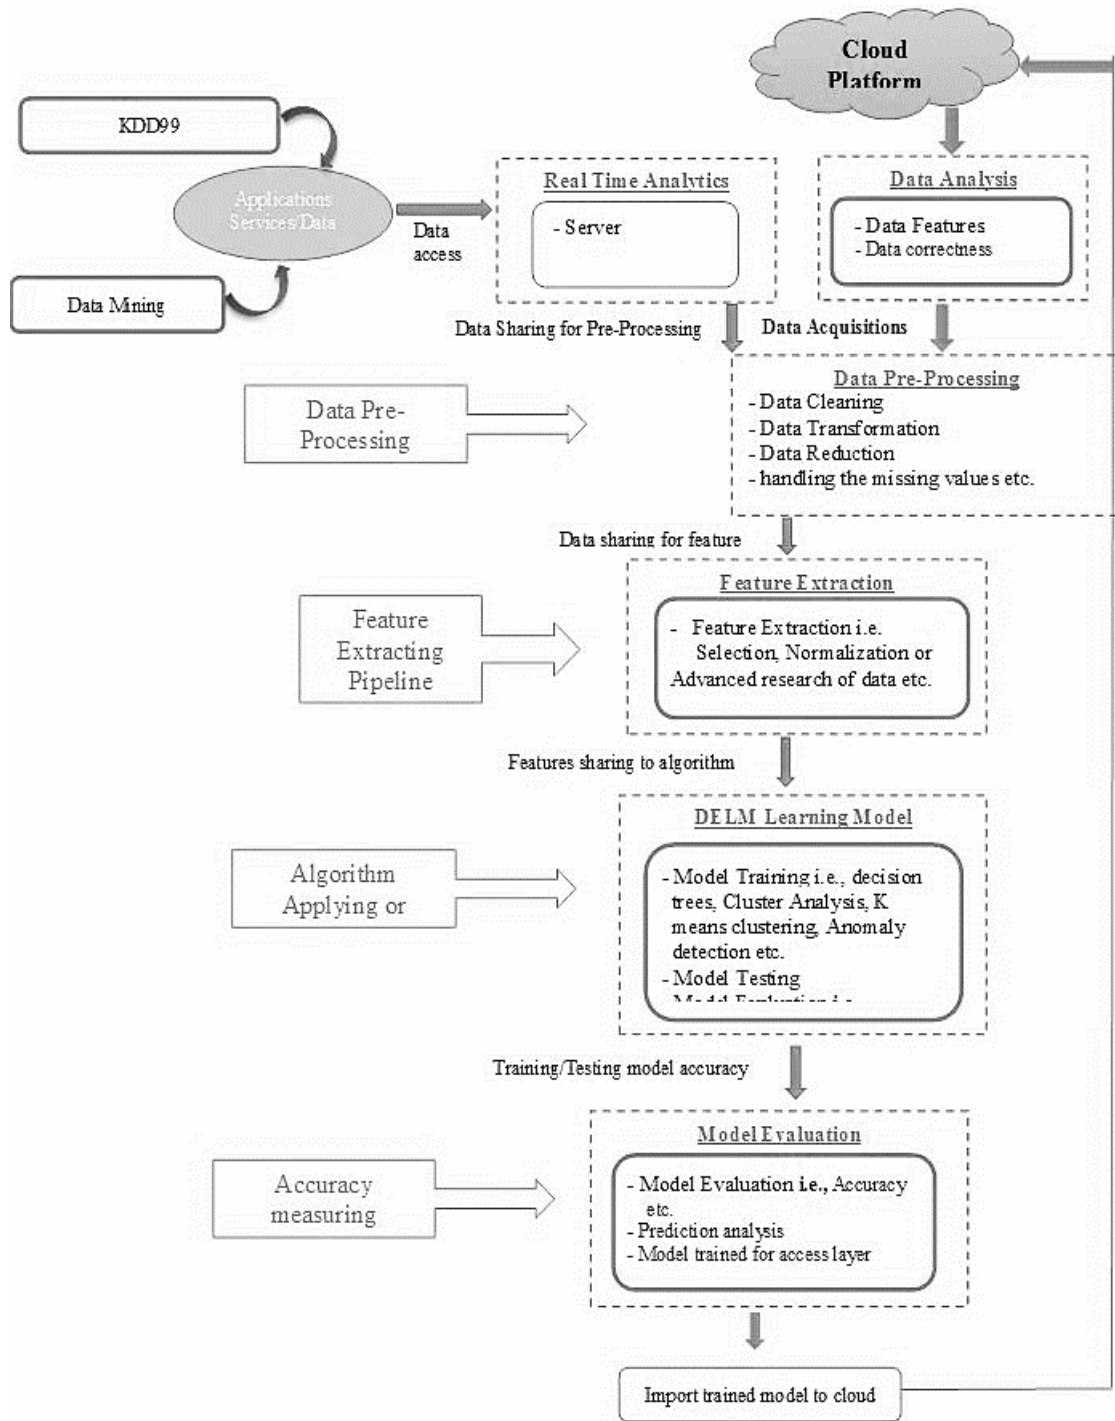 Cloud
Platform
KDD99
Applications
Services/Data
Data Mining
Data
access
Real Time Analytics
- Server
Data Analysis
- Data Features
- Data correctness
Data Sharing for Pre-Processing
Data Acquisitions
Data Pre-
Processing
Data Pre-Processing
- Data Cleaning
- Data Transformation
- Data Reduction
- handling the missing values etc.
Data sharing for feature
Feature
Extracting
Pipeline
Feature Extraction
- Feature Extraction i.e.
Selection, Normalization or
Advanced research of data etc.
Features sharing to algorithm
Algorithm
Applying or
DELM Learning Model
- Model Training i.e., decision
trees, Cluster Analysis, K
means clustering, Anomaly
detection etc.
- Model Testing
- Model Evaluation i.e.
Training/Testing model accuracy
Accuracy
measuring
Model Evaluation
- Model Evaluation i.e., Accuracy
etc.
- Prediction analysis
- Model trained for access layer
Import trained model to cloud